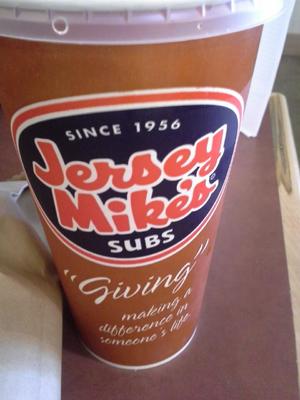 SINCE 1956
Jersey
Mike's
SUBS
"Giving"
making a
difference in
someone's life.